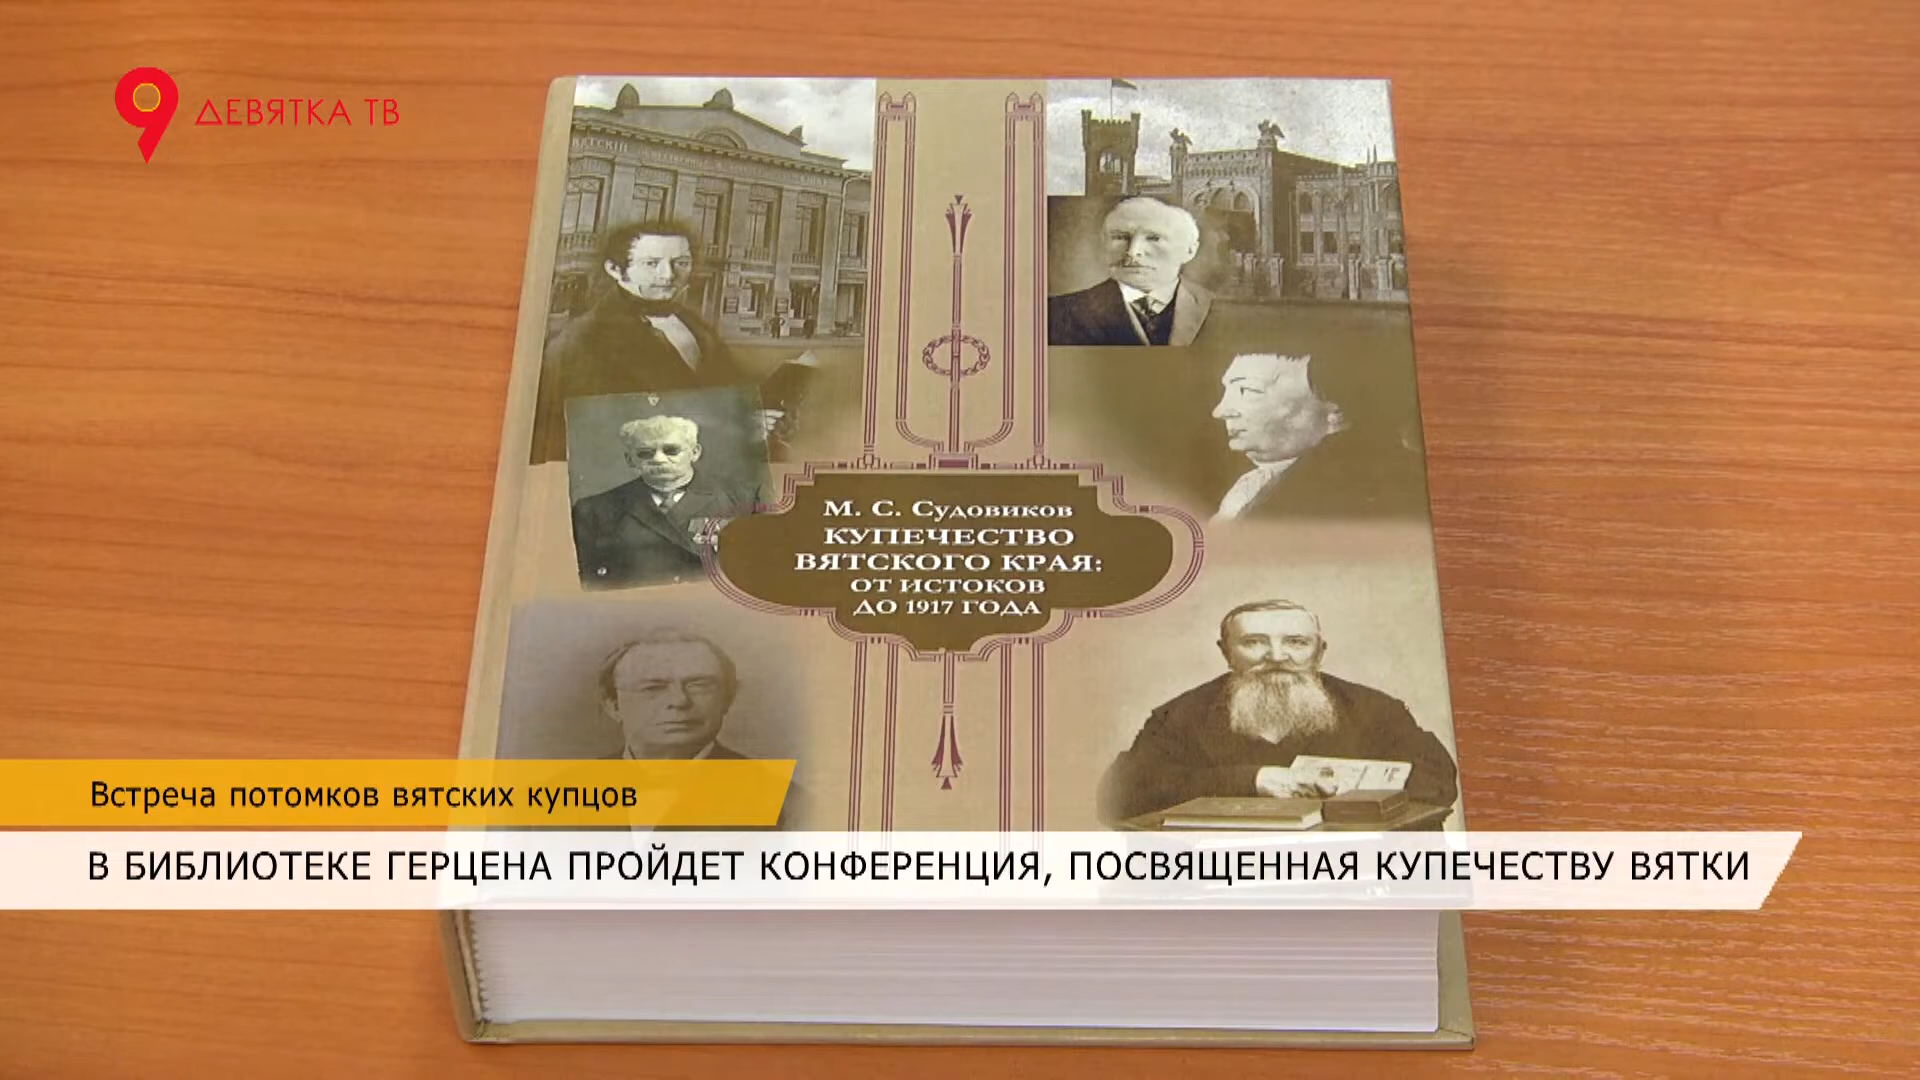 9 ДЕВЯТКА ТВ
М. С. Судовиков
КУПЕЧЕСТВО
ВЯТСКОГО КРАЯ:
ОТ ИСТОКОВ
ДО 1917 ГОДА
Встреча потомков вятских купцов
В БИБЛИОТЕКЕ ГЕРЦЕНА ПРОЙДЕТ КОНФЕРЕНЦИЯ, ПОСВЯЩЕННАЯ КУПЕЧЕСТВУ ВЯТКИ